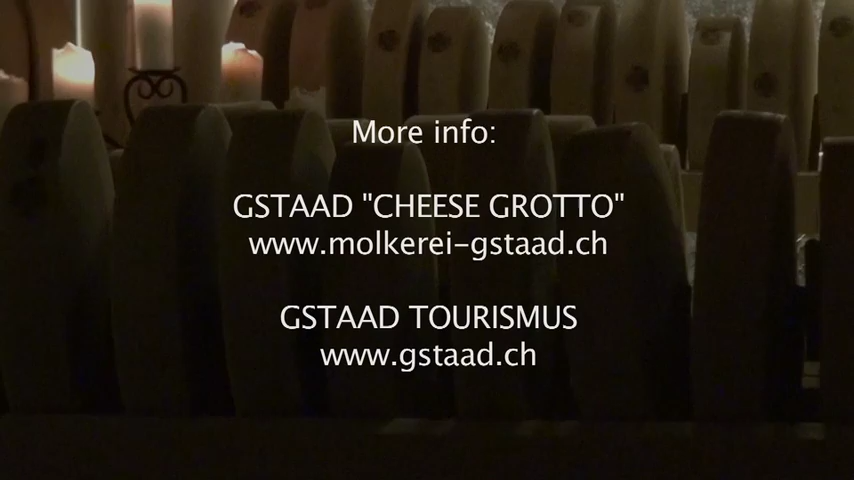 More info:
GSTAAD "CHEESE GROTTO"
www.molkerei-gstaad.ch
GSTAAD TOURISMUS
www.gstaad.ch